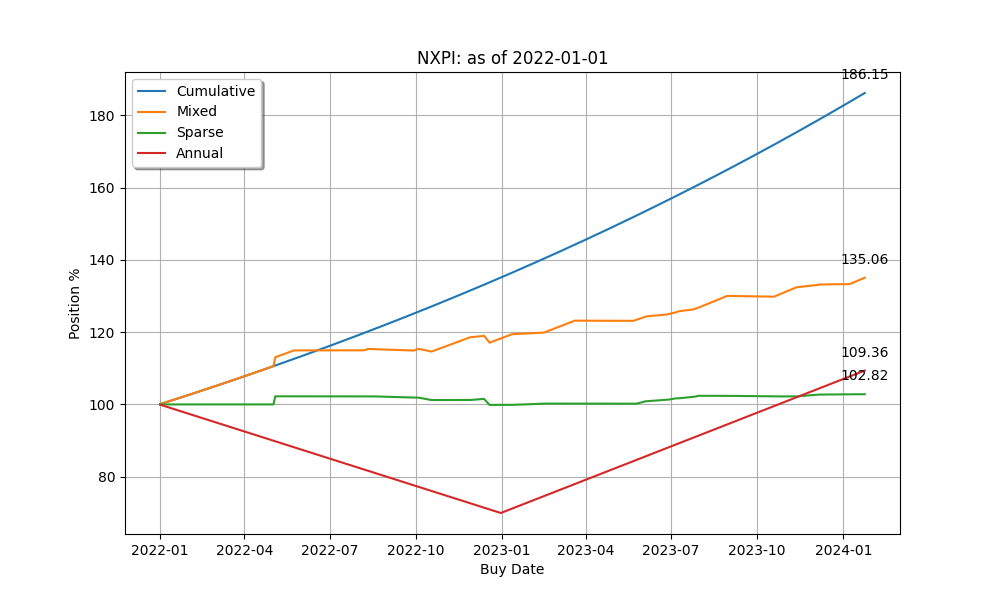 NXPI: as of 2022-01-01
Cumulative
Mixed
Sparse
Annual
186.15
135.06
109.36
102.82
180
160
140
120
100
80
Position %
2022-01 2022-04 2022-07 2022-10 2023-01 2023-04 2023-07 2023-10 2024-01
Buy Date